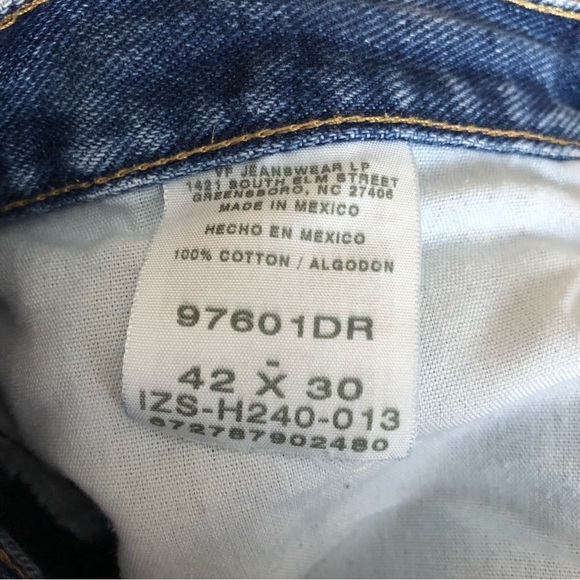 VF JEANSWEAR LP
1421 SOUTH ELM STREET
GREENSBORO, NC 27406
MADE IN MEXICO
HECHO EN MEXICO
100% COTTON / ALGODON
97601DR
-
42 X 30
IZS-H240-013
672787902480